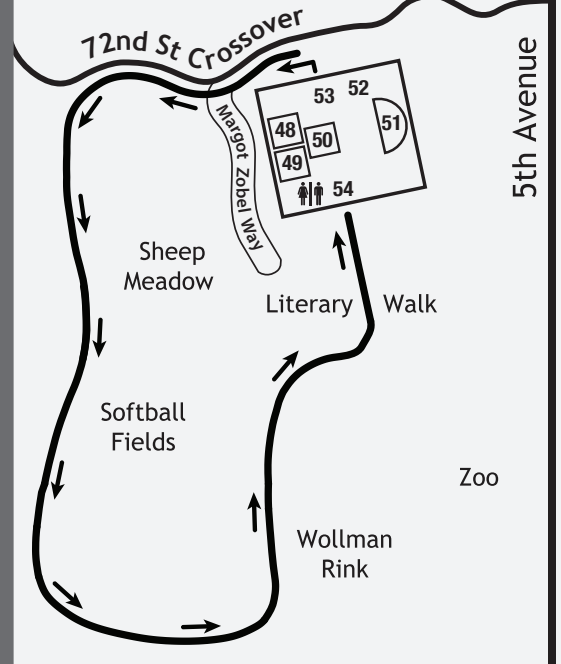 72nd St Crossover
5th Avenue
53
52
51
48
50
49
54
Margot Zobel Way
Sheep
Meadow
Literary Walk
Softball
Fields
Zoo
Wollman
Rink